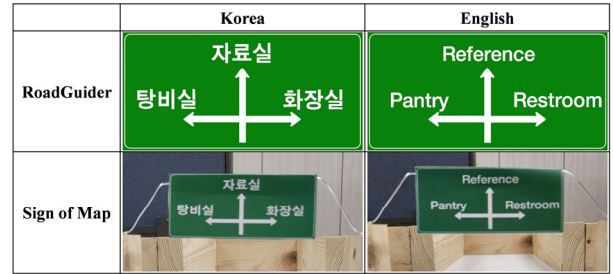 Korea English
RoadGuider
자료실
탕비실 화장실
Reference
Pantry Restroom
Sign of Map
자료실
탕비실 화장실
Reference
Pantry Restroom